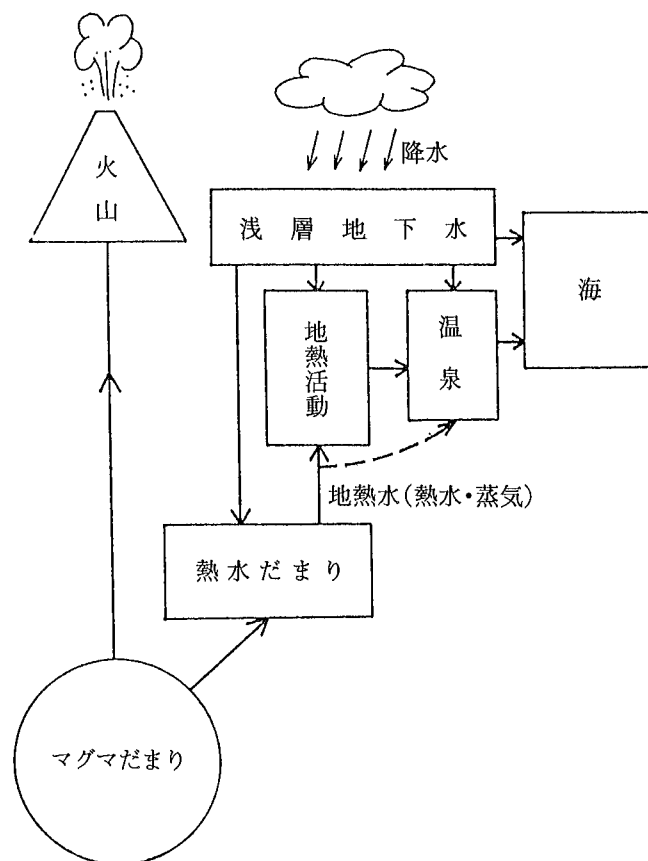 火山
降水
浅層地下水
海
地熱活動
温泉
地熱水(熱水・蒸気)
熱水だまり
マグマだまり